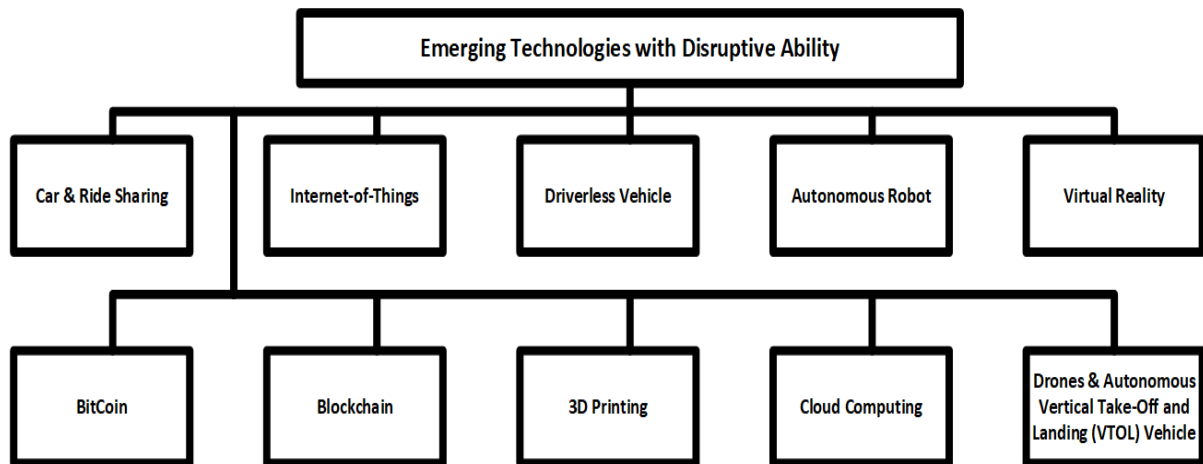 Emerging Technologies with Disruptive Ability
Car & Ride Sharing
Internet-of-Things
Driverless Vehicle
Autonomous Robot
Virtual Reality
BitCoin
Blockchain
3D Printing
Cloud Computing
Drones & Autonomous
Vertical Take-Off and
Landing (VTOL) Vehicle